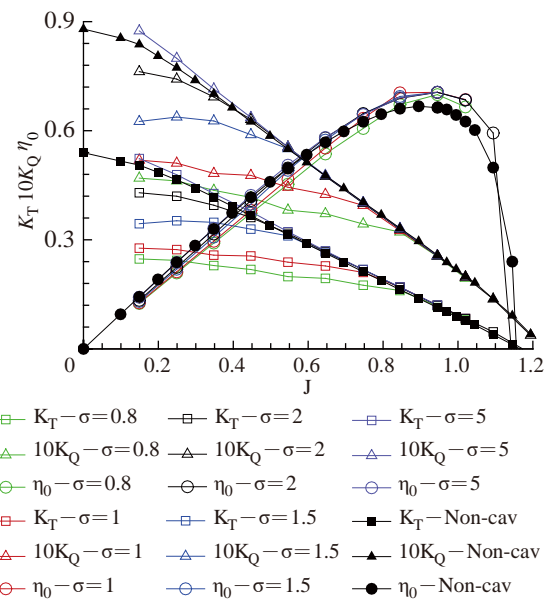 0.9
0.6
0.3
K_T 10K_Q η_0
0 0.2 0.4 0.6 0.8 1.0 1.2
J
K_T−σ=0.8 K_T−σ=2 K_T−σ=5
10K_Q−σ=0.8 10K_Q−σ=2 10K_Q−σ=5
η_0−σ=0.8 η_0−σ=2 η_0−σ=5
K_T−σ=1 K_T−σ=1.5 K_T−Non-cav
10K_Q−σ=1 10K_Q−σ=1.5 10K_Q−Non-cav
η_0−σ=1 η_0−σ=1.5 η_0−Non-cav